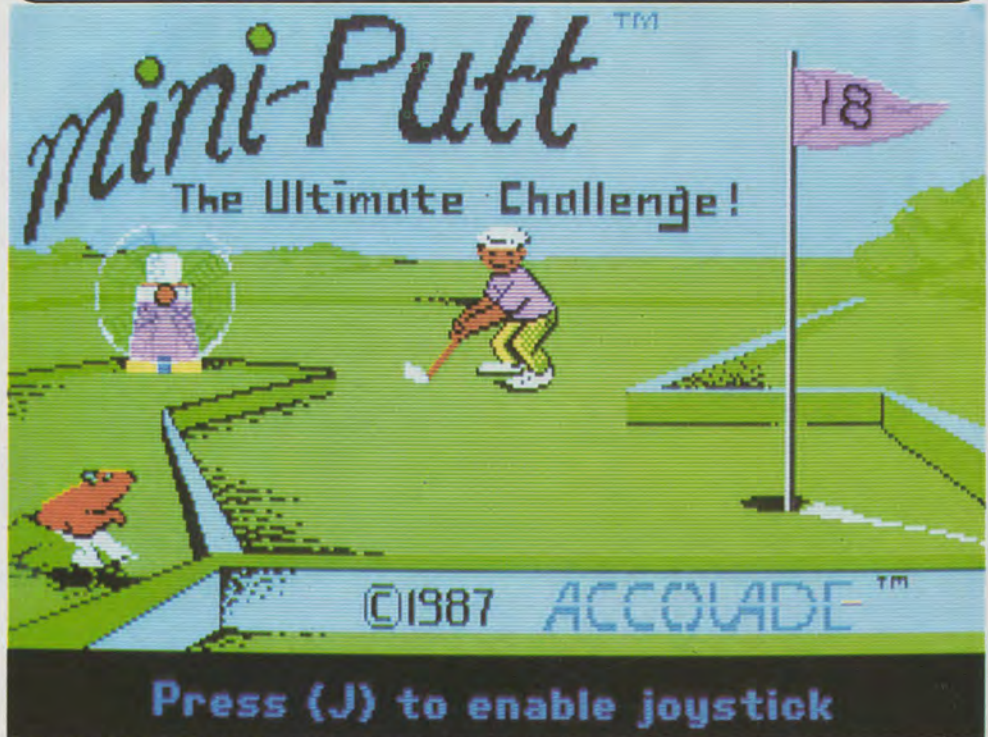 mini-Putt ™
The Ultimate Challenge!
18
©1987 ACCOLADE ™
Press (J) to enable joystick